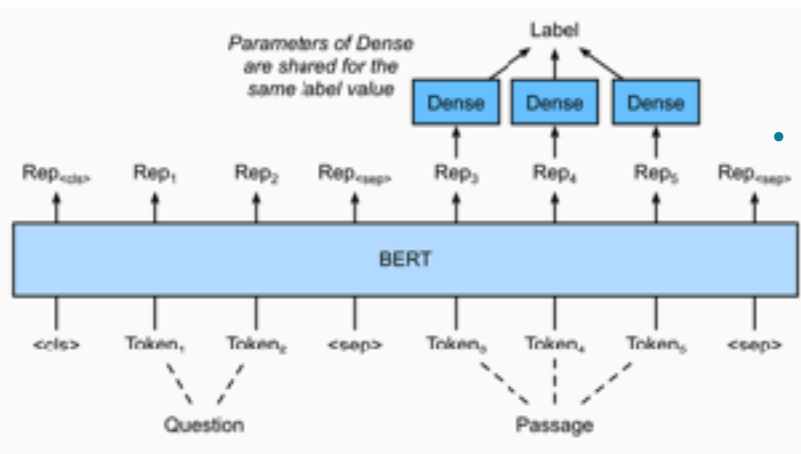 Parameters of Dense
are shared for the
same label value
Label
Dense Dense Dense
Rep<cls> Rep1 Rep2 Rep<sep> Rep3 Rep4 Rep5 Rep<sep>
BERT
<cls> Token1 Token2 <sep> Token3 Token4 Token5 <sep>
Question Passage